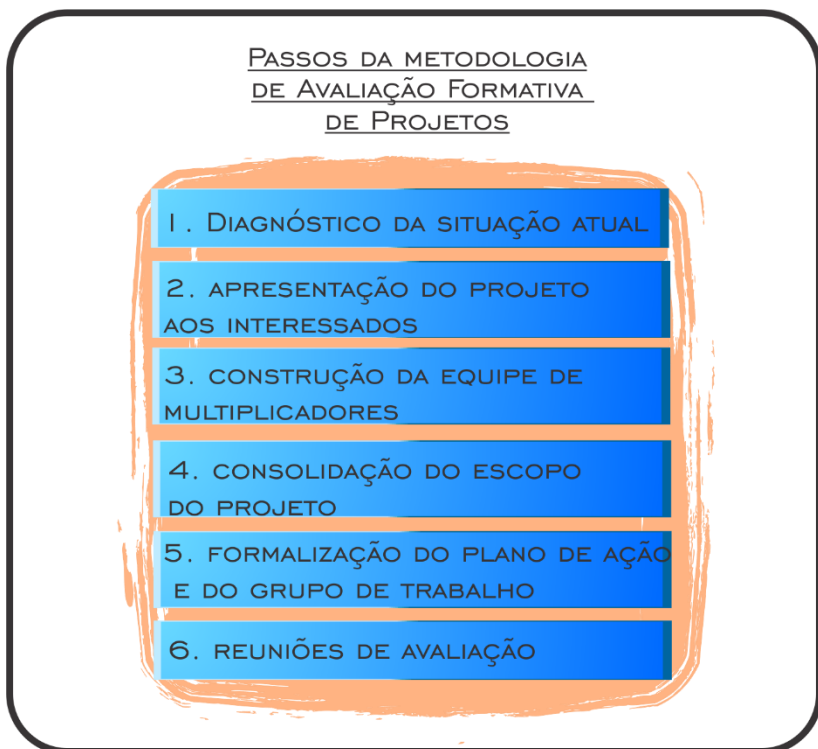 Passos da metodologia
de Avaliação Formativa
de Projetos
1. Diagnóstico da situação atual
2. apresentação do projeto
aos interessados
3. construção da equipe de
multiplicadores
4. consolidação do escopo
do projeto
5. formalização do plano de ação
e do grupo de trabalho
6. reuniões de avaliação